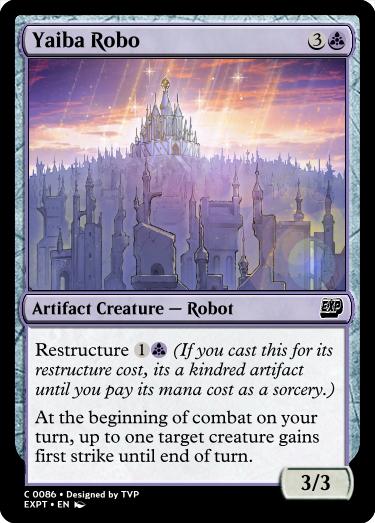 Yaiba Robo 3
Artifact Creature — Robot EXP
Restructure 1 (If you cast this for its
restructure cost, its a kindred artifact
until you pay its mana cost as a sorcery.)
At the beginning of combat on your
turn, up to one target creature gains
first strike until end of turn.
3/3
C 0086 • Designed by TVP
EXPT • EN